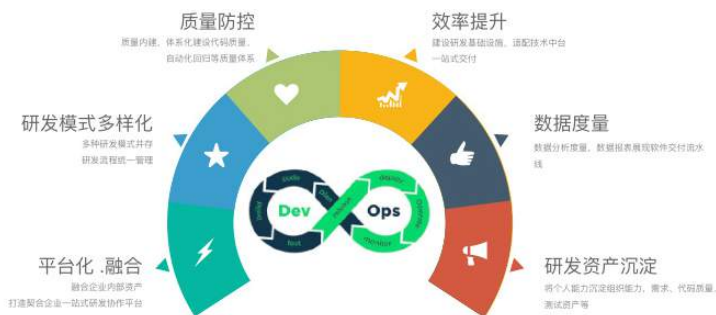 质量防控
质量内建、体系化建设代码质量,
自动化回归等质量体系
效率提升
建设研发基础设施,适配技术中台
一站式交付
研发模式多样化
多种研发模式并存
研发流程统一管理
数据度量
数据分析度量,数据报表展现软件交付流水
线
Dev
Ops
build
plan
release
deploy
operate
monitor
test
平台化 .融合
融合企业内部资产
打造契合企业一站式研发协作平台
研发资产沉淀
将个人能力沉淀组织能力,需求、代码质量,
测试资产等